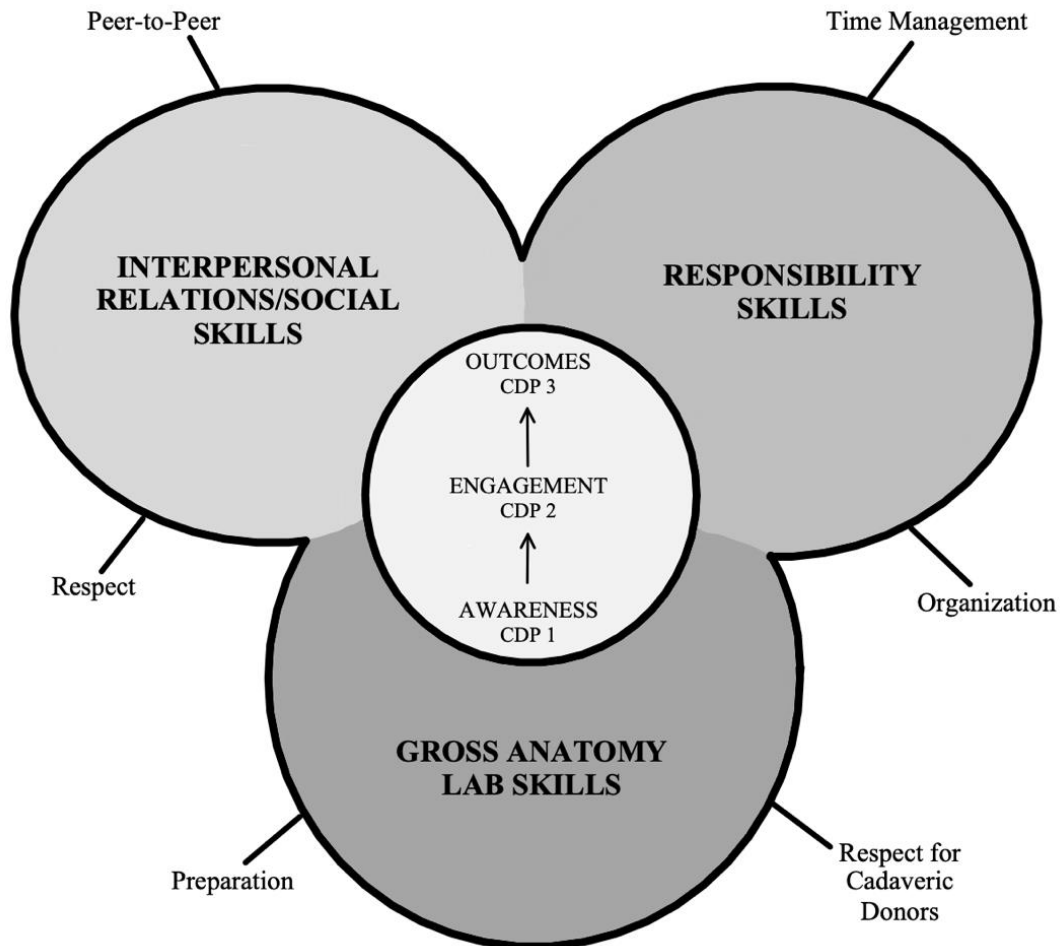 Peer-to-Peer
Time Management
INTERPERSONAL
RELATIONS/SOCIAL
SKILLS
RESPONSIBILITY
SKILLS
OUTCOMES
CDP 3
ENGAGEMENT
CDP 2
AWARENESS
CDP 1
Respect
Organization
GROSS ANATOMY
LAB SKILLS
Preparation
Respect for
Cadaveric
Donors